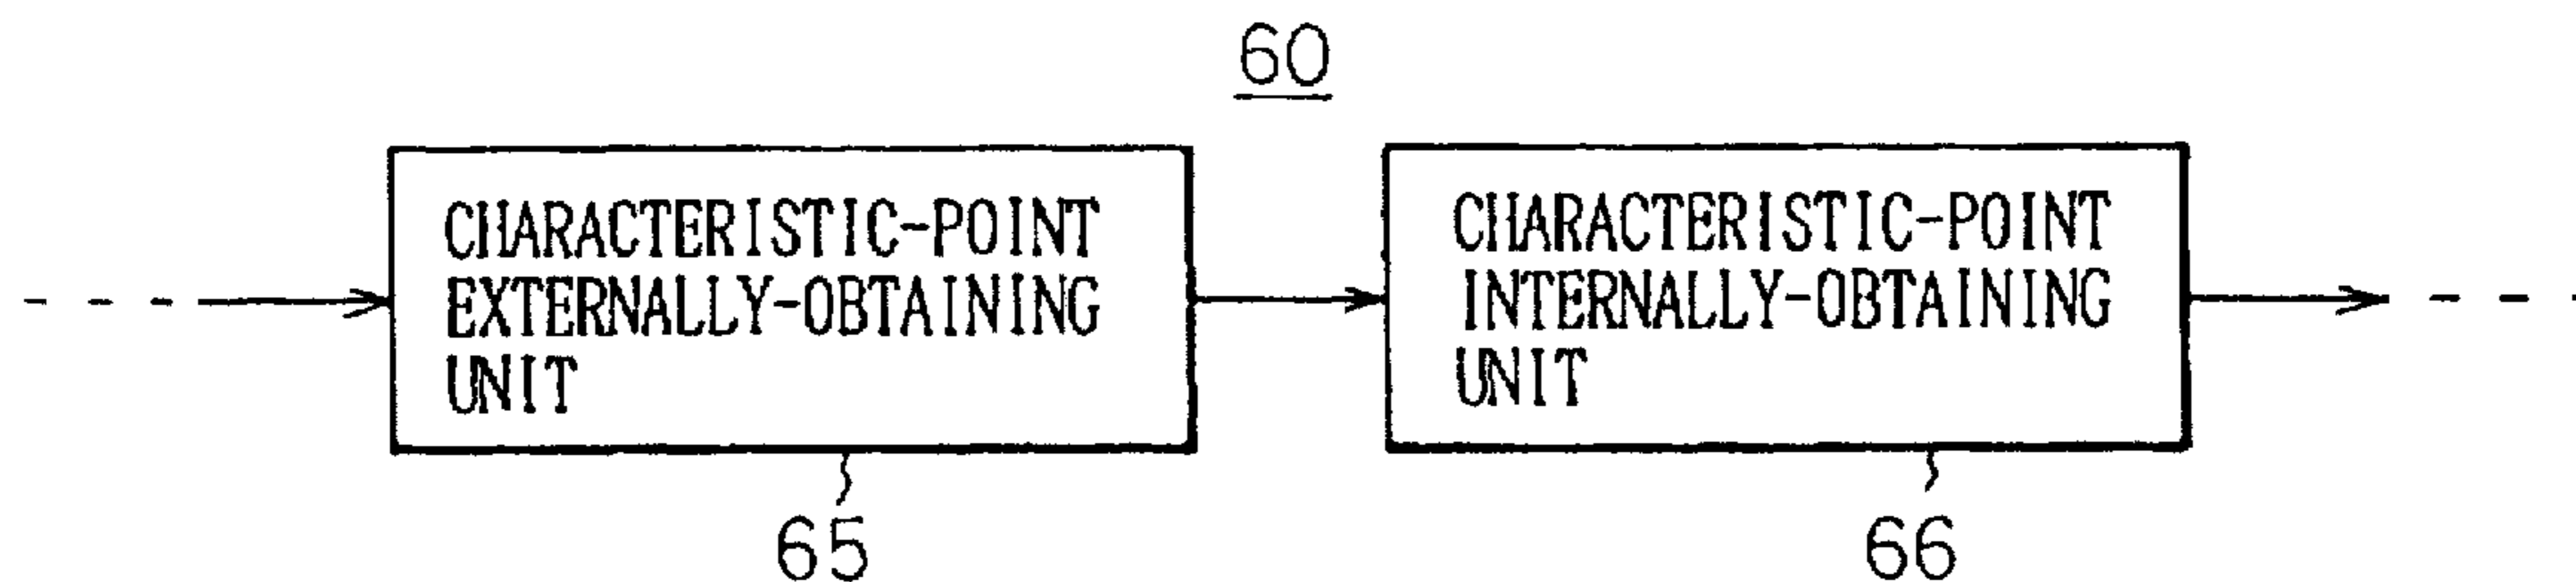 60
CHARACTERISTIC-POINT
EXTERNALLY-OBTAINING
UNIT
CHARACTERISTIC-POINT
INTERNALLY-OBTAINING
UNIT
65
66